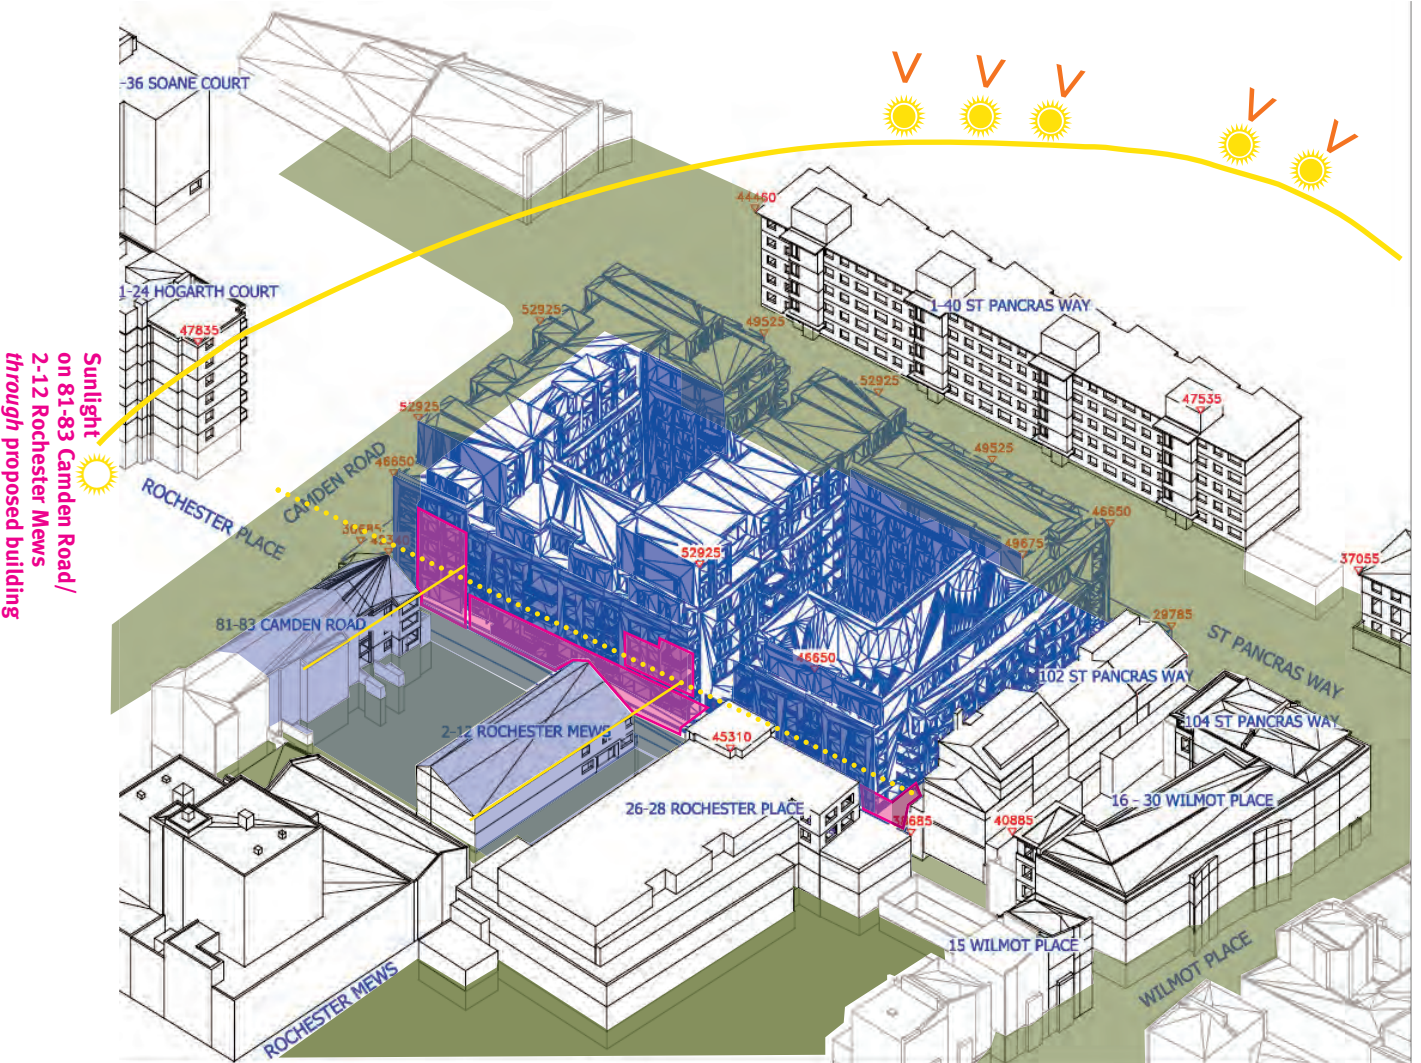 -36 SOANE COURT
V V V V V
44460
1-24 HOGARTH COURT
47835
52925
49525
1-40 ST PANCRAS WAY
52925
47535
52925
49525
46650
CAMDEN ROAD
46650
ROCHESTER PLACE
49675
52925
37055
29785
81-83 CAMDEN ROAD
ST PANCRAS WAY
46650
102 ST PANCRAS WAY
2-12 ROCHESTER MEWS
45310
104 ST PANCRAS WAY
26-28 ROCHESTER PLACE
16 - 30 WILMOT PLACE
40885
15 WILMOT PLACE
WILMOT PLACE
ROCHESTER MEWS
Sunlight
on 81-83 Camden Road/
2-12 Rochester Mews
through proposed building